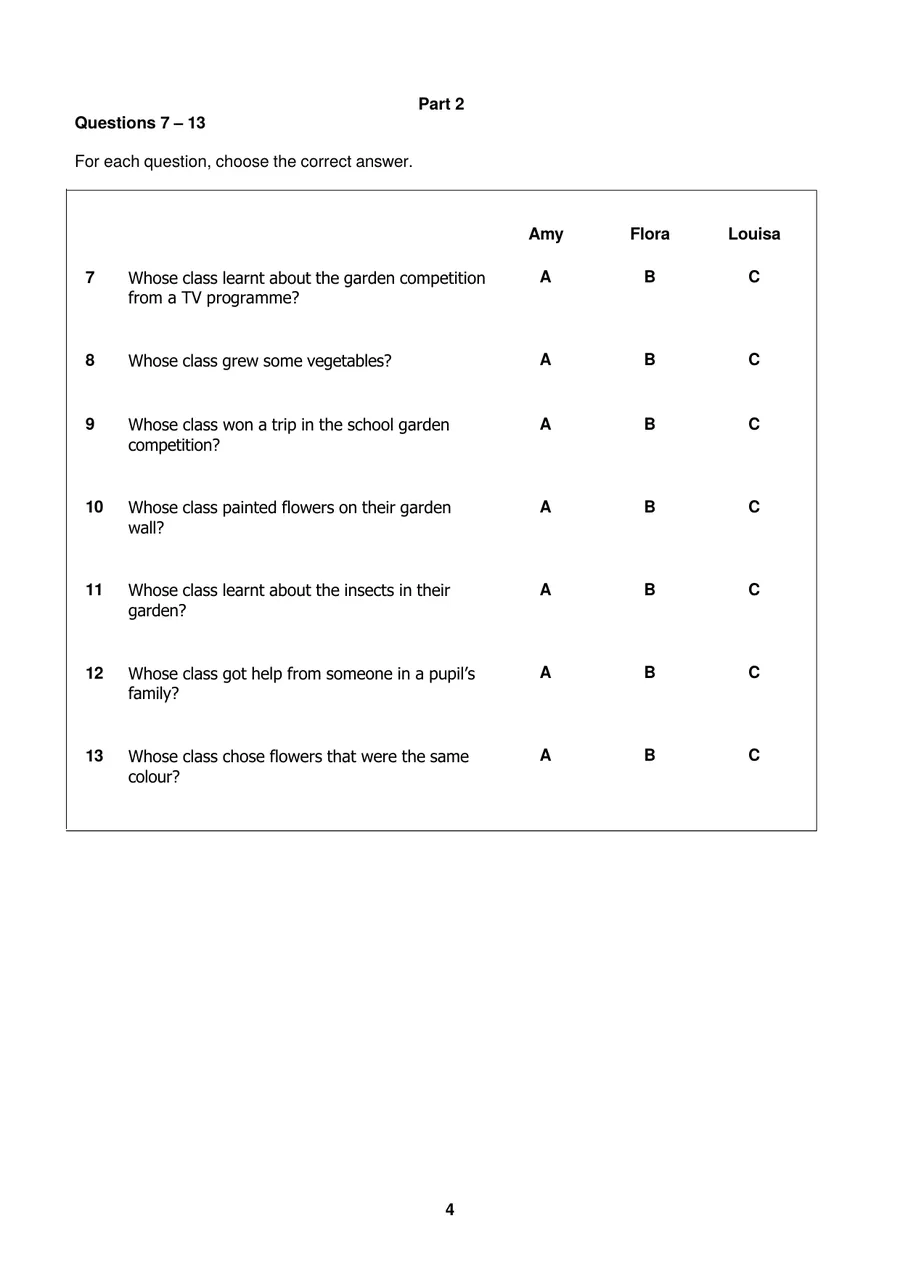 Part 2
Questions 7 – 13
For each question, choose the correct answer.
Amy Flora Louisa
7 Whose class learnt about the garden competition A B C
from a TV programme?
8 Whose class grew some vegetables? A B C
9 Whose class won a trip in the school garden A B C
competition?
10 Whose class painted flowers on their garden A B C
wall?
11 Whose class learnt about the insects in their A B C
garden?
12 Whose class got help from someone in a pupil’s A B C
family?
13 Whose class chose flowers that were the same A B C
colour?
4